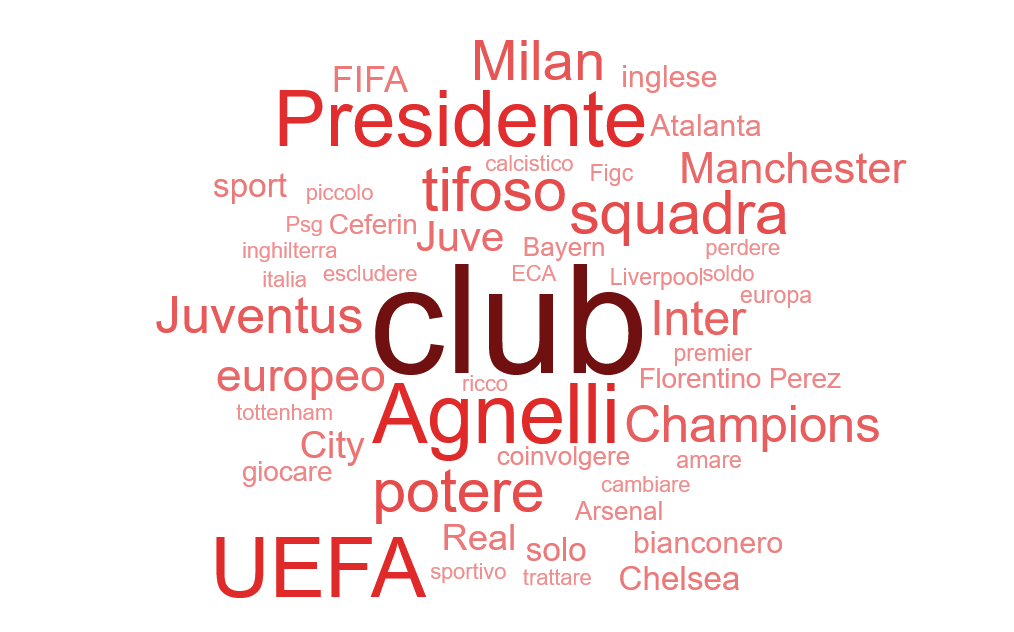 Milan
FIFA
inglese
Presidente
Atalanta
calcistico
Figc
Manchester
sport
piccolo
tifoso
squadra
Psg
Ceferin
Juve
Bayern
perdere
inghilterra
italia
escludere
ECA
Liverpool
soldo
europa
club
Juventus
Inter
premier
europeo
ricco
Florentino Perez
tottenham
Agnelli
Champions
City
coinvolgere
amare
giocare
potere
cambiare
Arsenal
Real
solo
bianconero
UEFA
sportivo
trattare
Chelsea